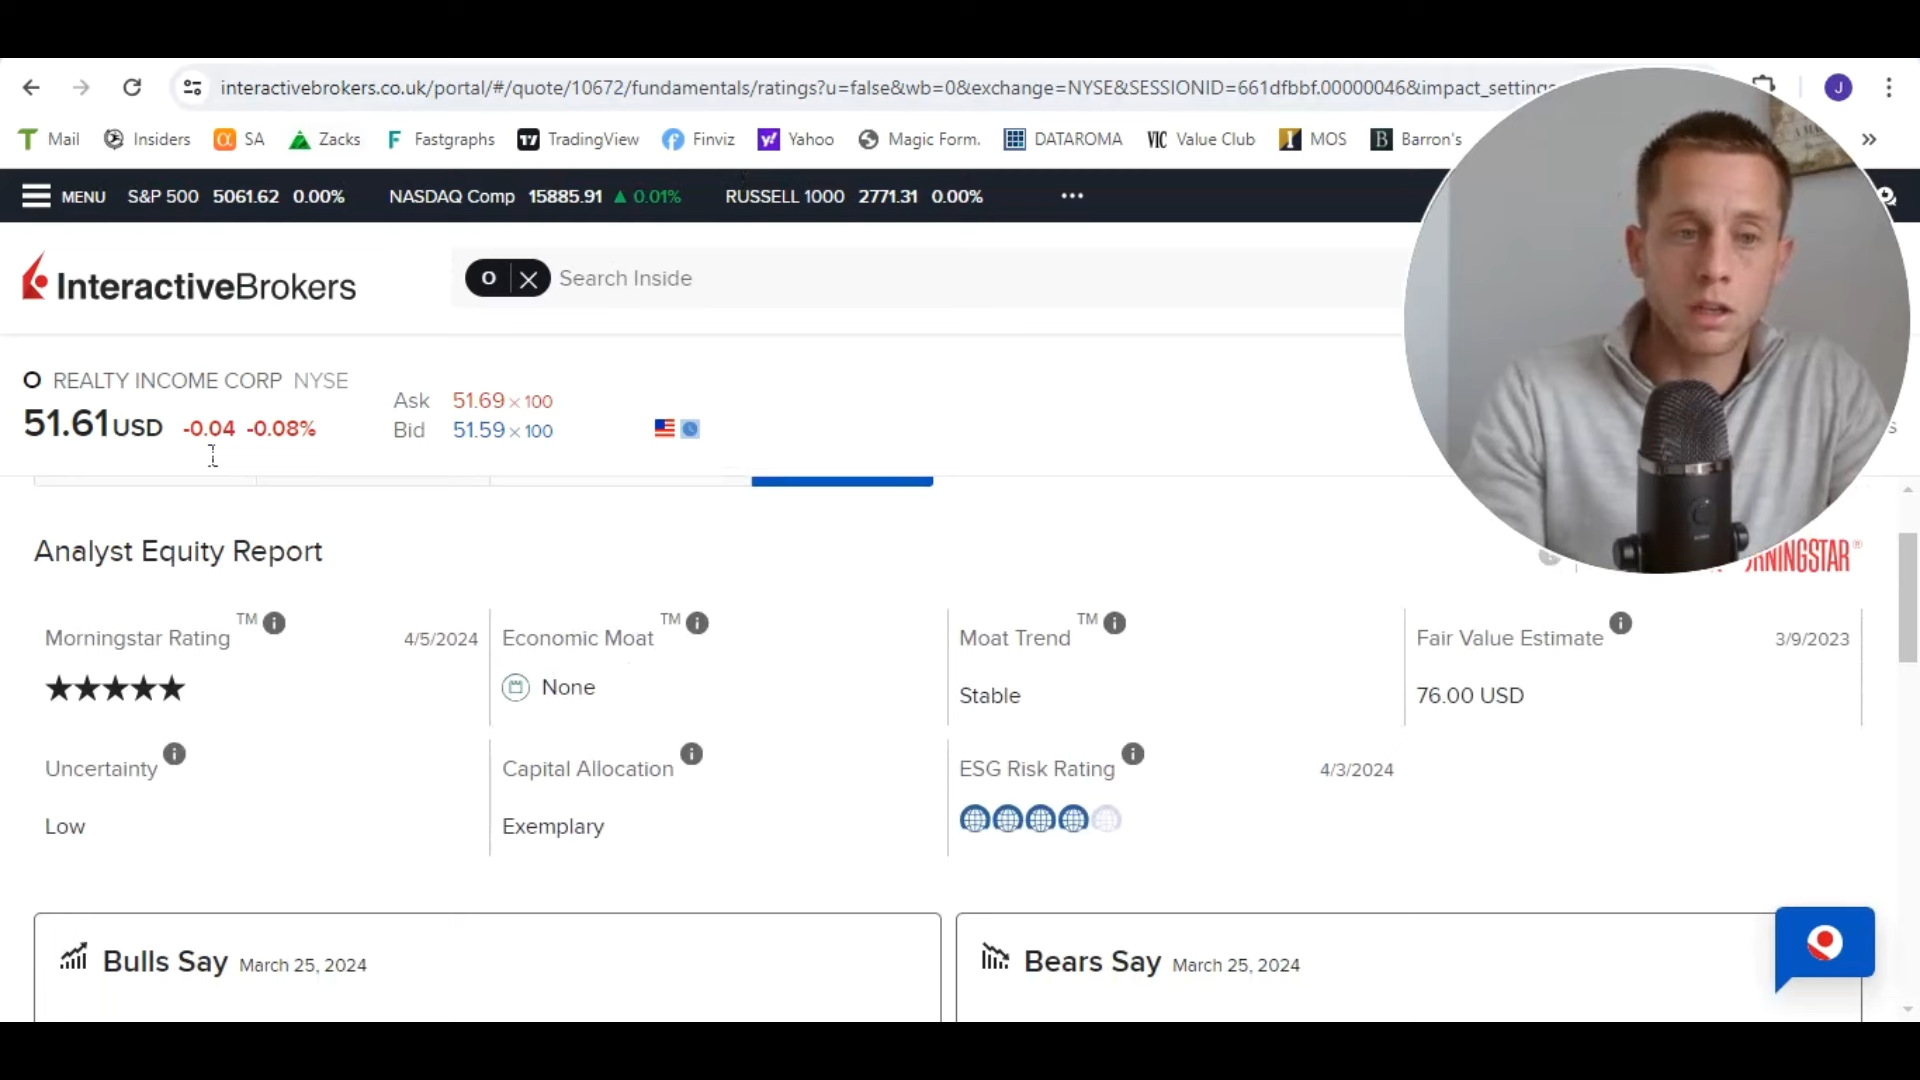 interactivebrokers.co.uk/portal/#/quote/10672/fundamentals/ratings?u=false&wb=0&exchange=NYSE&SESSIONID=661dfbbf.00000046&impact_settings
J
Mail Insiders SA Zacks Fastgraphs TradingView Finviz Yahoo Magic Form. DATAROMA Value Club MOS Barron's
MENU S&P 500 5061.62 0.00% NASDAQ Comp 15885.91 ▲ 0.01% RUSSELL 1000 2771.31 0.00% •••
InteractiveBrokers
O Search Inside
O REALTY INCOME CORP NYSE
51.61 USD -0.04 -0.08%
Ask 51.69 × 100
Bid 51.59 × 100
Analyst Equity Report
Morningstar Rating ™ 4/5/2024
★★★★★
Economic Moat ™
None
Moat Trend ™
Stable
Fair Value Estimate 3/9/2023
76.00 USD
Uncertainty
Low
Capital Allocation
Exemplary
ESG Risk Rating 4/3/2024
Bulls Say March 25, 2024
Bears Say March 25, 2024